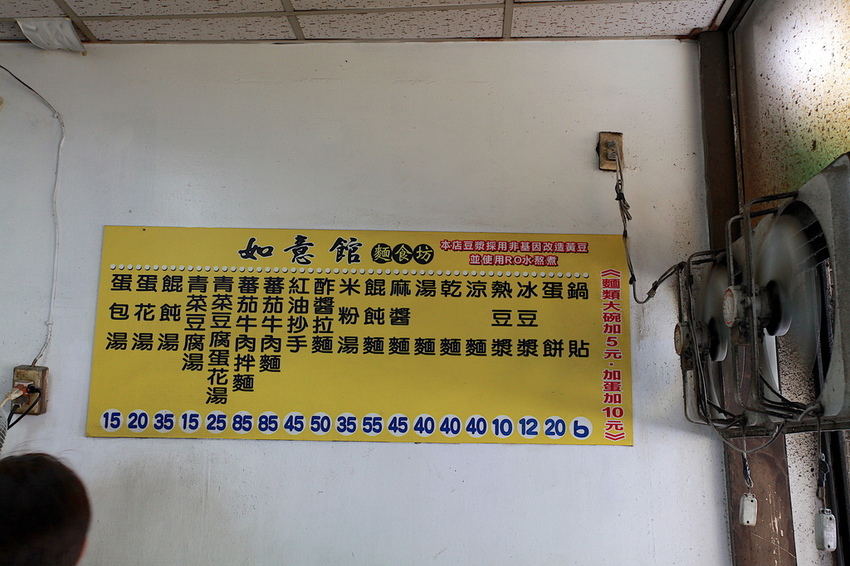 如意館 麵食坊
本店豆漿採用非基因改造黃豆
並使用RO水熬煮
《麵類大碗加5元·加蛋加10元》
鍋貼 6
蛋餅 20
冰豆漿 12
熱豆漿 10
涼麵 40
乾麵 40
湯麵 40
麻醬麵 45
餛飩麵 55
米粉湯 35
酢醬拉麵 50
紅油抄手 45
蕃茄牛肉麵 85
蕃茄牛肉拌麵 85
青菜豆腐蛋花湯 25
青菜豆腐湯 15
餛飩湯 35
蛋花湯 20
蛋包湯 15